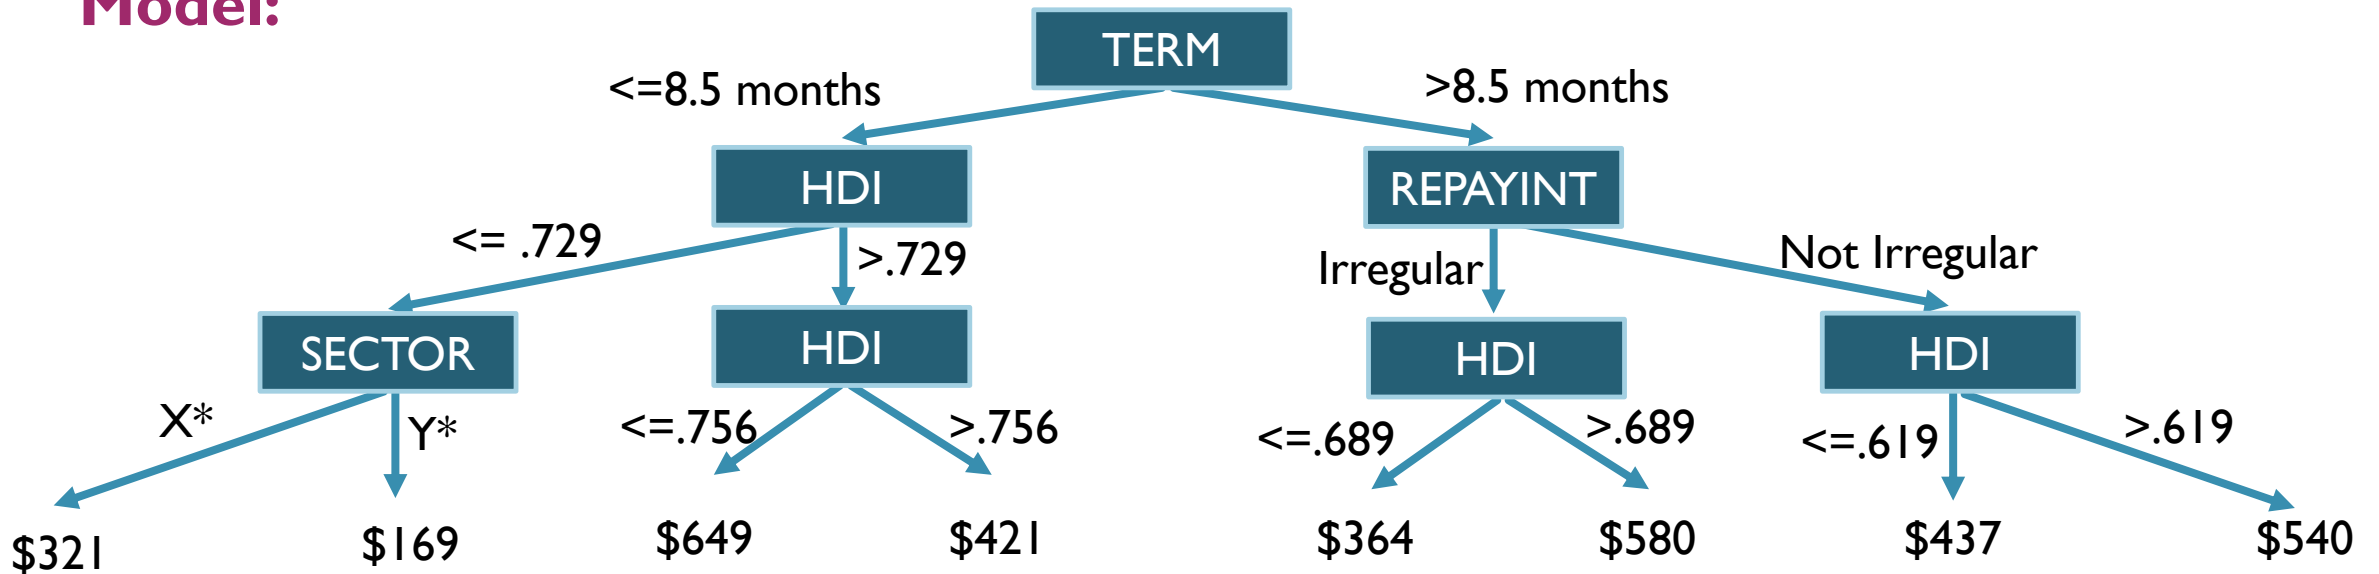 Model:
TERM
<=8.5 months
>8.5 months
HDI
REPAYINT
<= .729
>.729
Irregular
Not Irregular
SECTOR
HDI
HDI
HDI
X*
Y*
<=.756
>.756
<=.689
>.689
<=.619
>.619
$321
$169
$649
$421
$364
$580
$437
$540